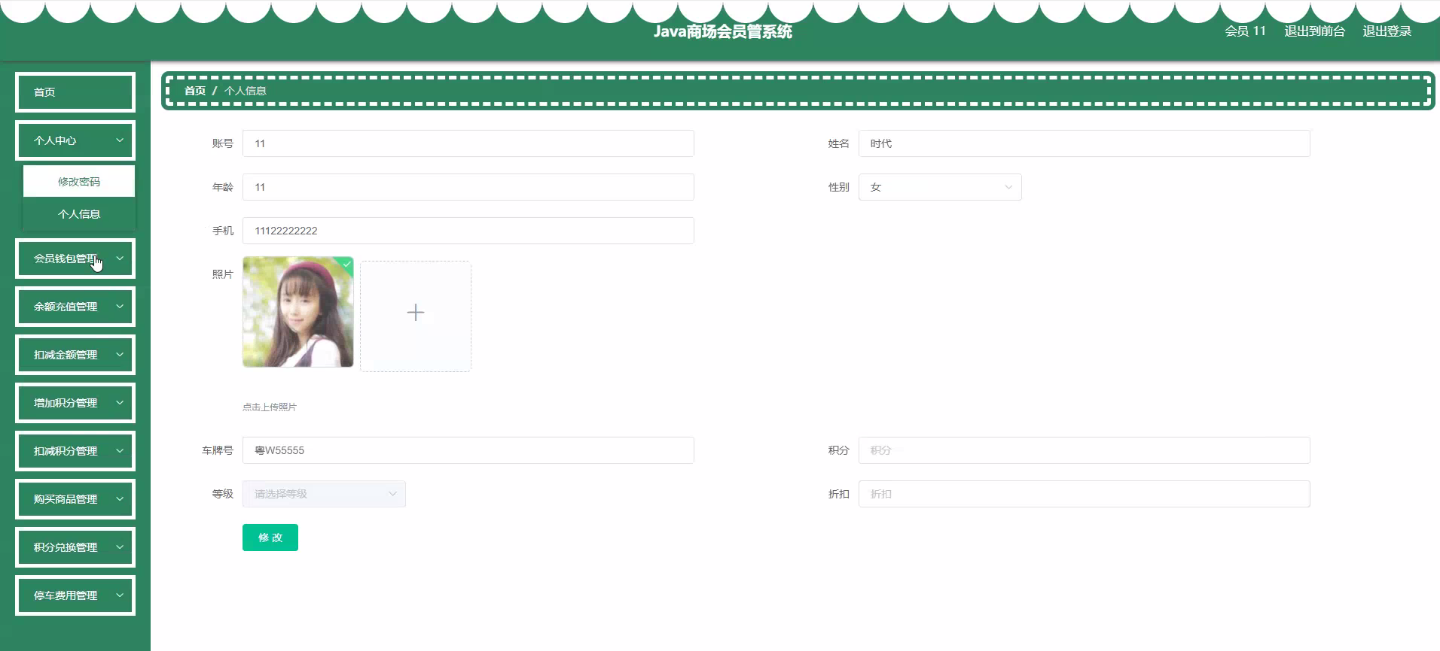 Java商场会员管系统
会员 11 退出到前台 退出登录
首页
个人中心
修改密码
个人信息
会员钱包管理
余额充值管理
扣减金额管理
增加积分管理
扣减积分管理
购买商品管理
积分兑换管理
停车费用管理
首页 / 个人信息
账号 11 姓名 时代
年龄 11 性别 女
手机 11122222222
照片
点击上传照片
车牌号 粤W55555 积分 积分
等级 请选择等级 折扣 折扣
修 改